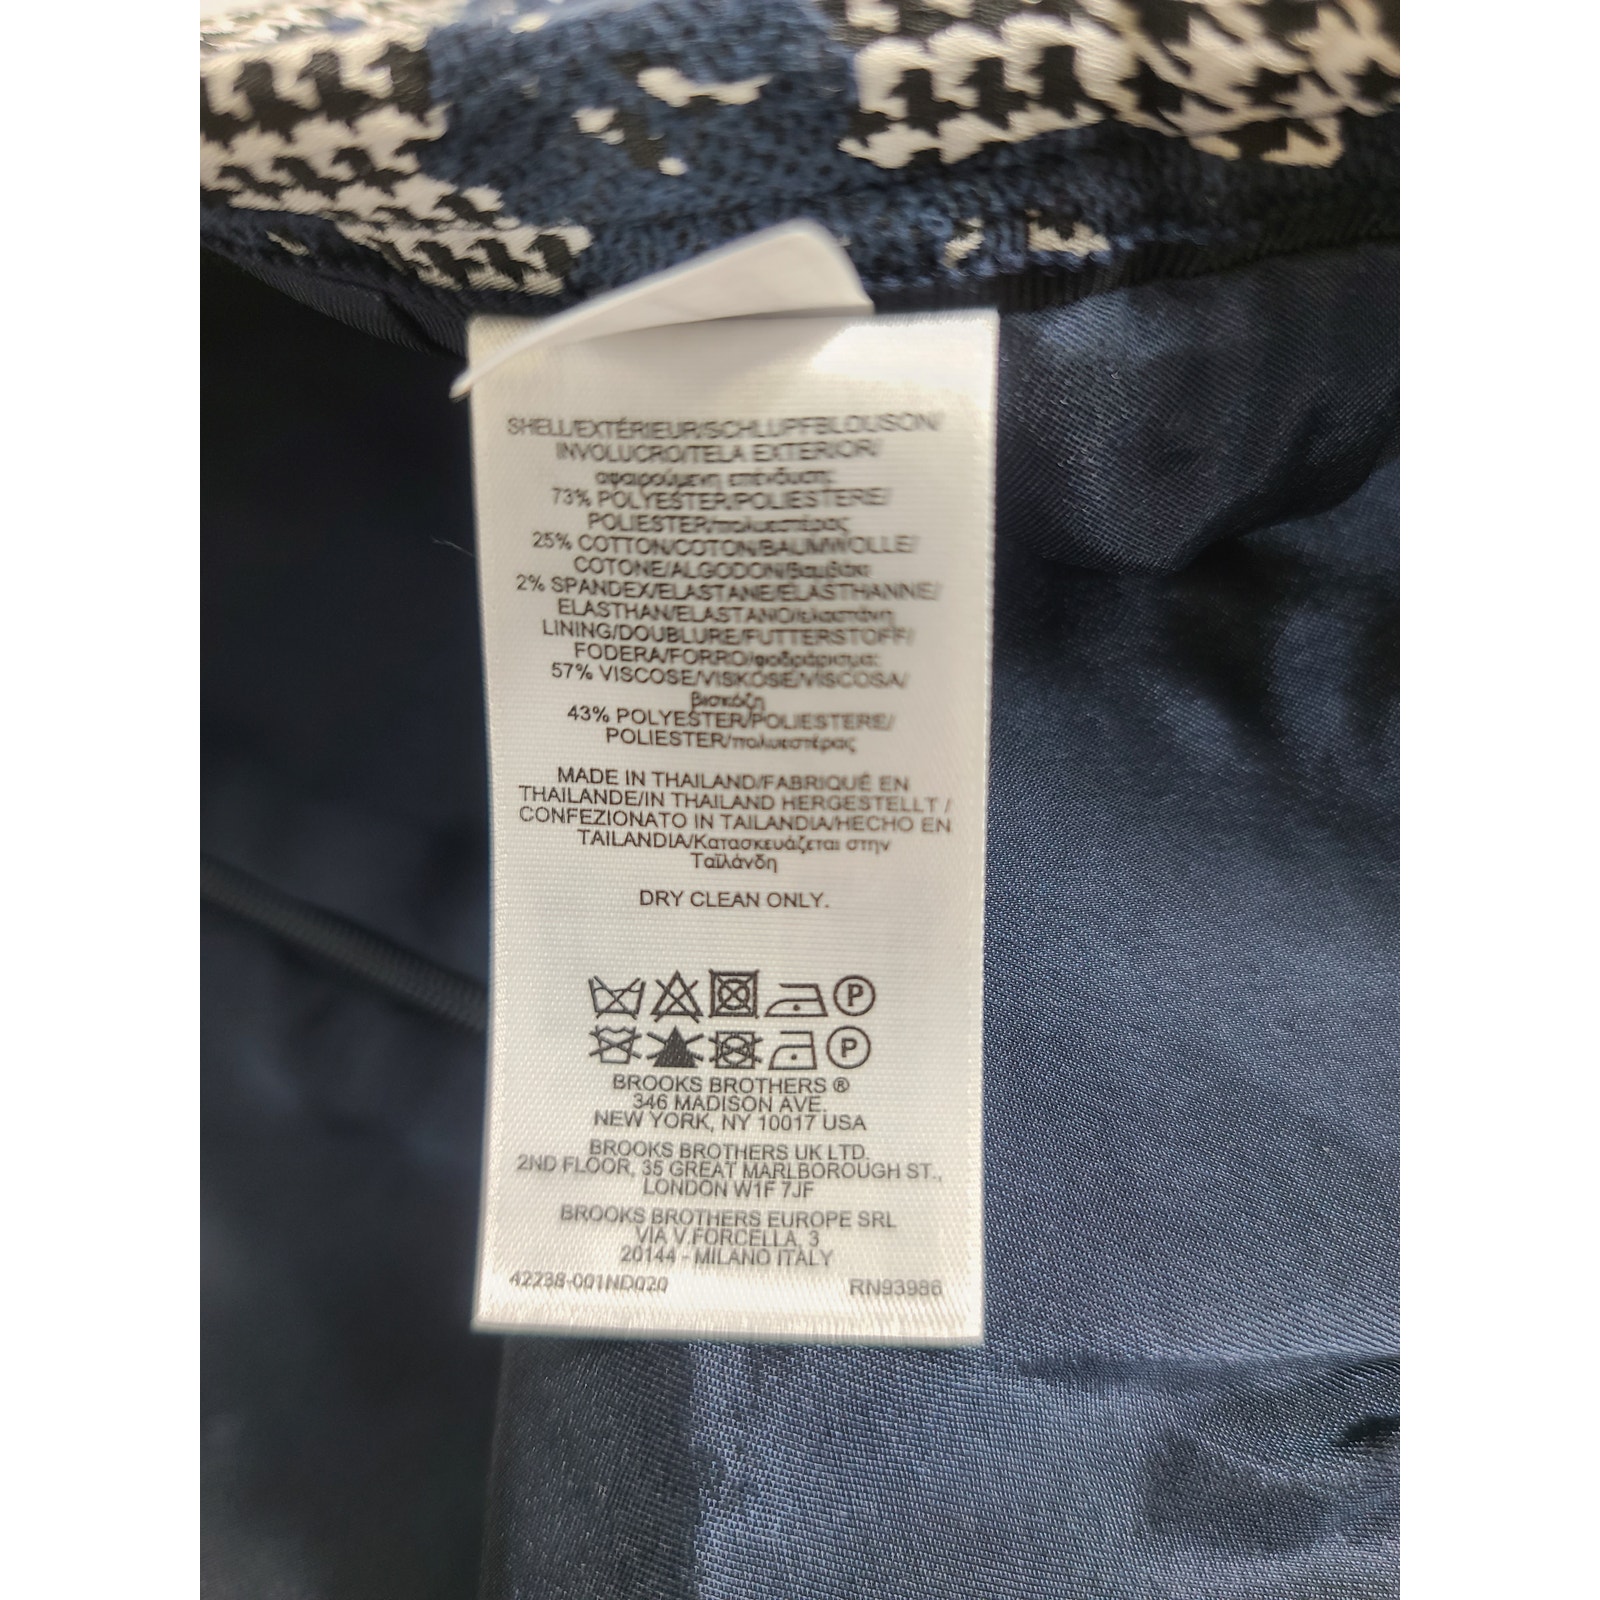 SHELL/EXTÉRIEUR/SCHLUPFBLOUSON/
INVOLUCRO/TELA EXTERIOR/
αφαιρούμενη επένδυση:
73% POLYESTER/POLIESTERE/
POLIESTER/πολυεστέρας
25% COTTON/COTON/BAUMWOLLE/
COTONE/ALGODON/βαμβάκι
2% SPANDEX/ELASTANE/ELASTHANNE/
ELASTHAN/ELASTANO/ελαστάνη
LINING/DOUBLURE/FUTTERSTOFF/
FODERA/FORRO/φοδράρισμα:
57% VISCOSE/VISKOSE/VISCOSA/
βισκόζη
43% POLYESTER/POLIESTERE/
POLIESTER/πολυεστέρας
MADE IN THAILAND/FABRIQUÉ EN
THAILANDE/IN THAILAND HERGESTELLT /
CONFEZIONATO IN TAILANDIA/HECHO EN
TAILANDIA/Κατασκευάζεται στην
Ταϊλάνδη
DRY CLEAN ONLY.
P
P
BROOKS BROTHERS ®
346 MADISON AVE.
NEW YORK, NY 10017 USA
BROOKS BROTHERS UK LTD.
2ND FLOOR, 35 GREAT MARLBOROUGH ST.,
LONDON W1F 7JF
BROOKS BROTHERS EUROPE SRL
VIA V.FORCELLA, 3
20144 - MILANO ITALY
42238-001ND020 RN93986